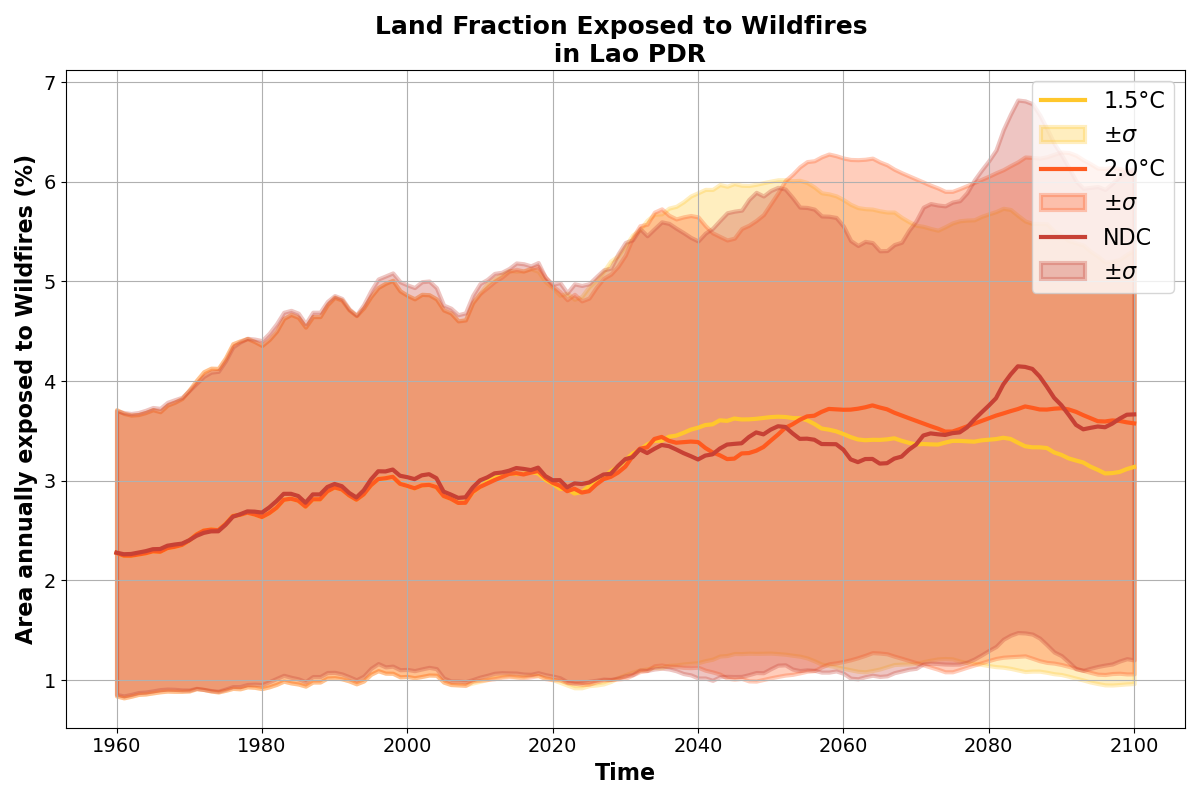 Land Fraction Exposed to Wildfires
in Lao PDR
7
6
5
4
3
2
1
Area annually exposed to Wildfires (%)
1960
1980
2000
2020
2040
2060
2080
2100
Time
1.5°C
±σ
2.0°C
±σ
NDC
±σ